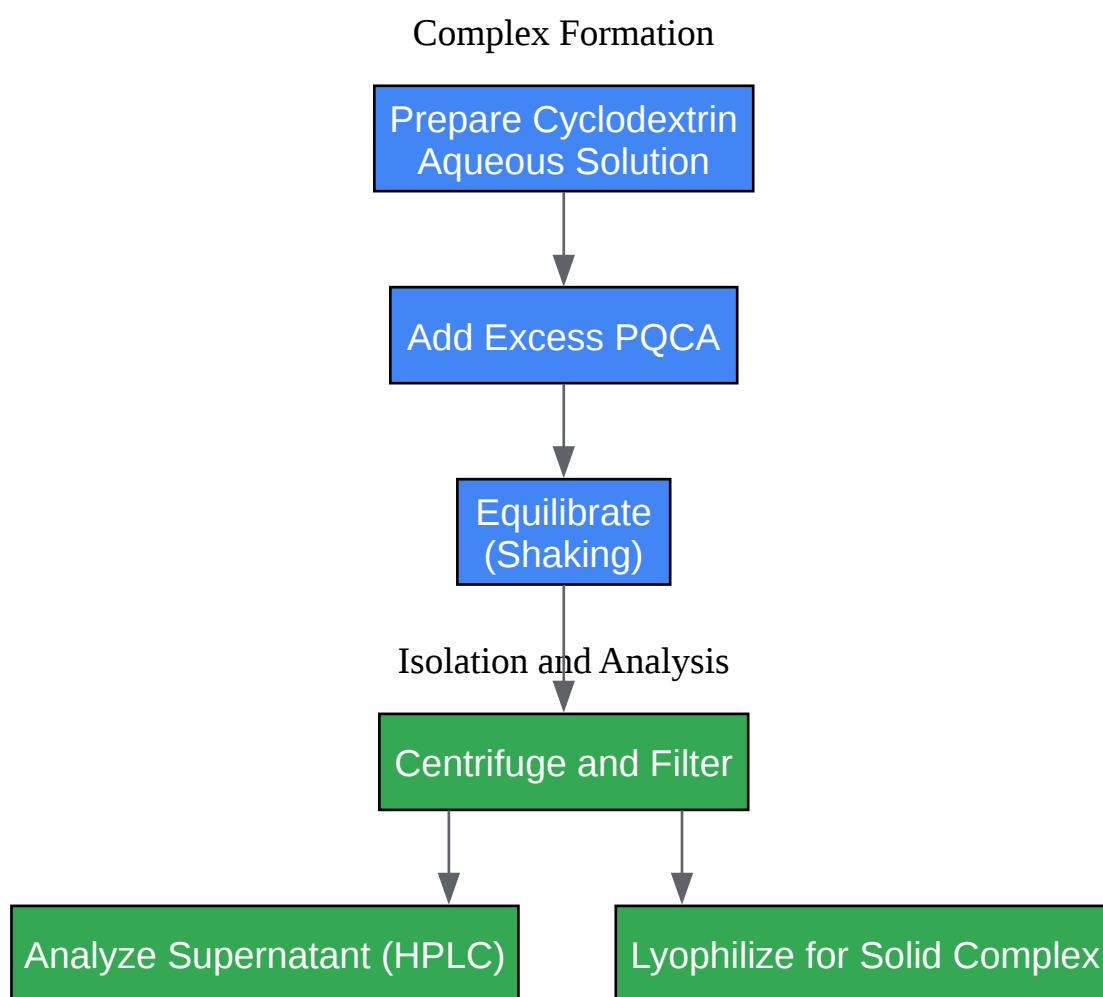 Complex Formation
Prepare Cyclodextrin
Aqueous Solution
Add Excess PQCA
Equilibrate
(Shaking)
Isolation and Analysis
Centrifuge and Filter
Analyze Supernatant (HPLC)
Lyophilize for Solid Complex